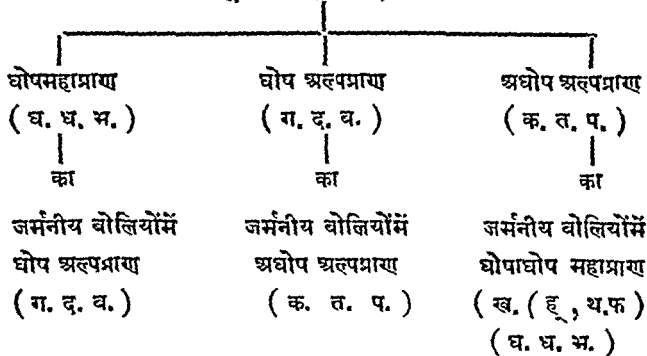 घोषमहाप्राण घोष अल्पप्राण अघोष अल्पप्राण
( घ. ध. भ. ) ( ग. द. व. ) ( क. त. प. )
का का का
जर्मनीय बोलियोंमें जर्मनीय वोलियोंमें जर्मनीय वोलियोंमें
घोष अल्पप्राण अघोष अल्पप्राण घोषाघोष महाप्राण
( ग. द. व. ) ( क. त. प. ) ( ख. ( ह् , थ.फ )
( घ. ध. भ. )